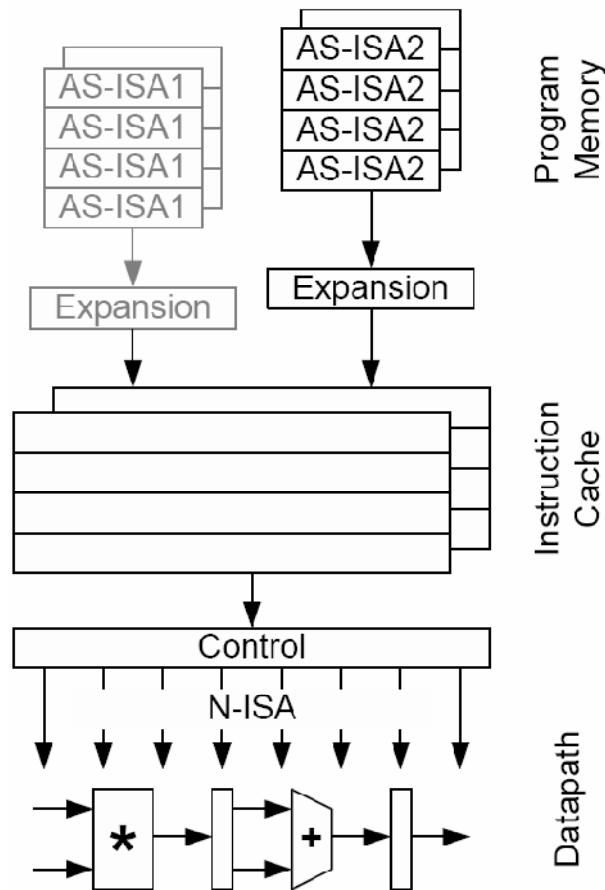 AS-ISA1
AS-ISA1
AS-ISA1
AS-ISA1
Expansion
AS-ISA2
AS-ISA2
AS-ISA2
AS-ISA2
Expansion
Program
Memory
Instruction
Cache
Control
N-ISA
*
+
Datapath